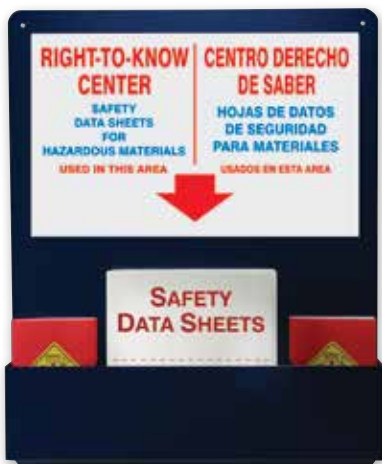 RIGHT-TO-KNOW
CENTER
SAFETY
DATA SHEETS
FOR
HAZARDOUS MATERIALS
USED IN THIS AREA
CENTRO DERECHO
DE SABER
HOJAS DE DATOS
DE SEGURIDAD
PARA MATERIALES
USADOS EN ESTA AREA
SAFETY
DATA SHEETS